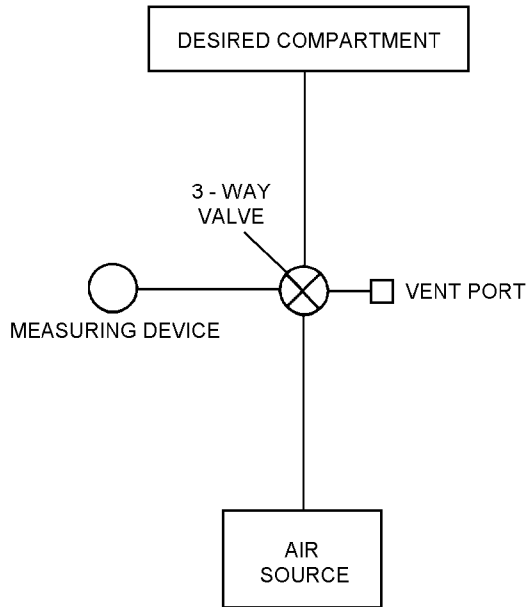 DESIRED COMPARTMENT
3 - WAY
VALVE
VENT PORT
MEASURING DEVICE
AIR
SOURCE